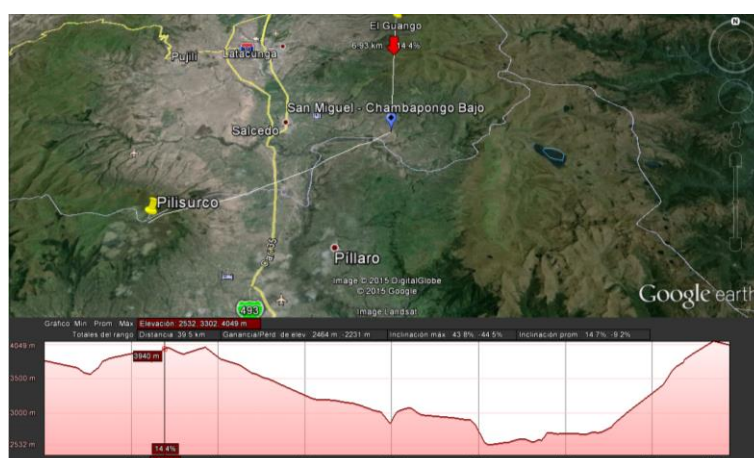 N
El Guango
6.93 km 14.4%
Pujilí
Latacunga
San Miguel - Chambapongo Bajo
Salcedo
Pilisurco
Píllaro
Image © 2015 DigitalGlobe
© 2015 Google
Image Landsat
Google earth
493
Gráfico Mín Prom Máx Elevación: 2532, 3302, 4049 m
Totales del rango Distancia: 39.5 km Ganancia/Pérd. de elev. 2464 m, -2231 m Inclinación máx. 43.8% -44.5% Inclinación prom. 14.7% -9.2%
4049 m
3940 m
3500 m
3000 m
2532 m
14.4%